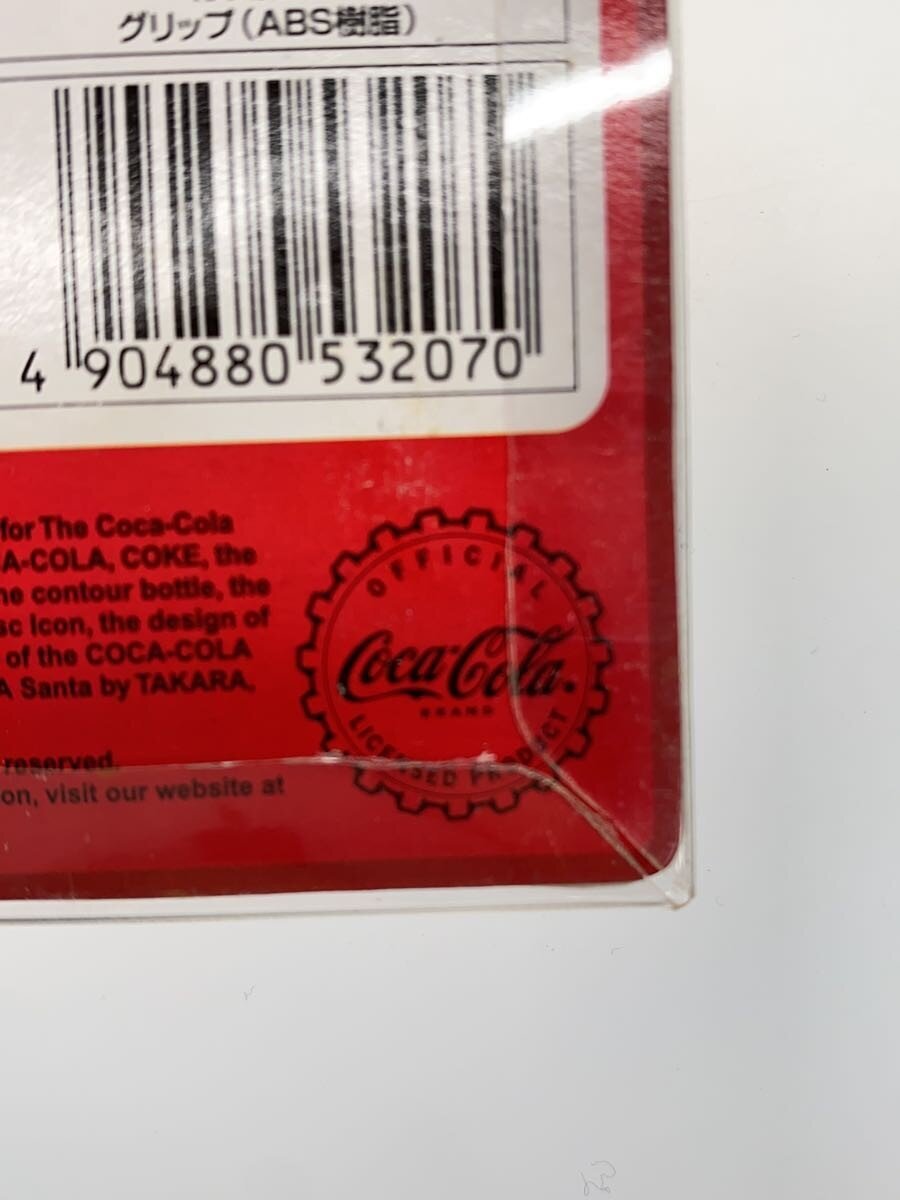 グリップ（ABS樹脂）
4 904880 532070
for The Coca-Cola
A-COLA, COKE, the
ne contour bottle, the
sc Icon, the design of
of the COCA-COLA
A Santa by TAKARA.
reserved.
on, visit our website at
OFFICIAL
Coca-Cola.
BRAND
LICENSED PRODUCT